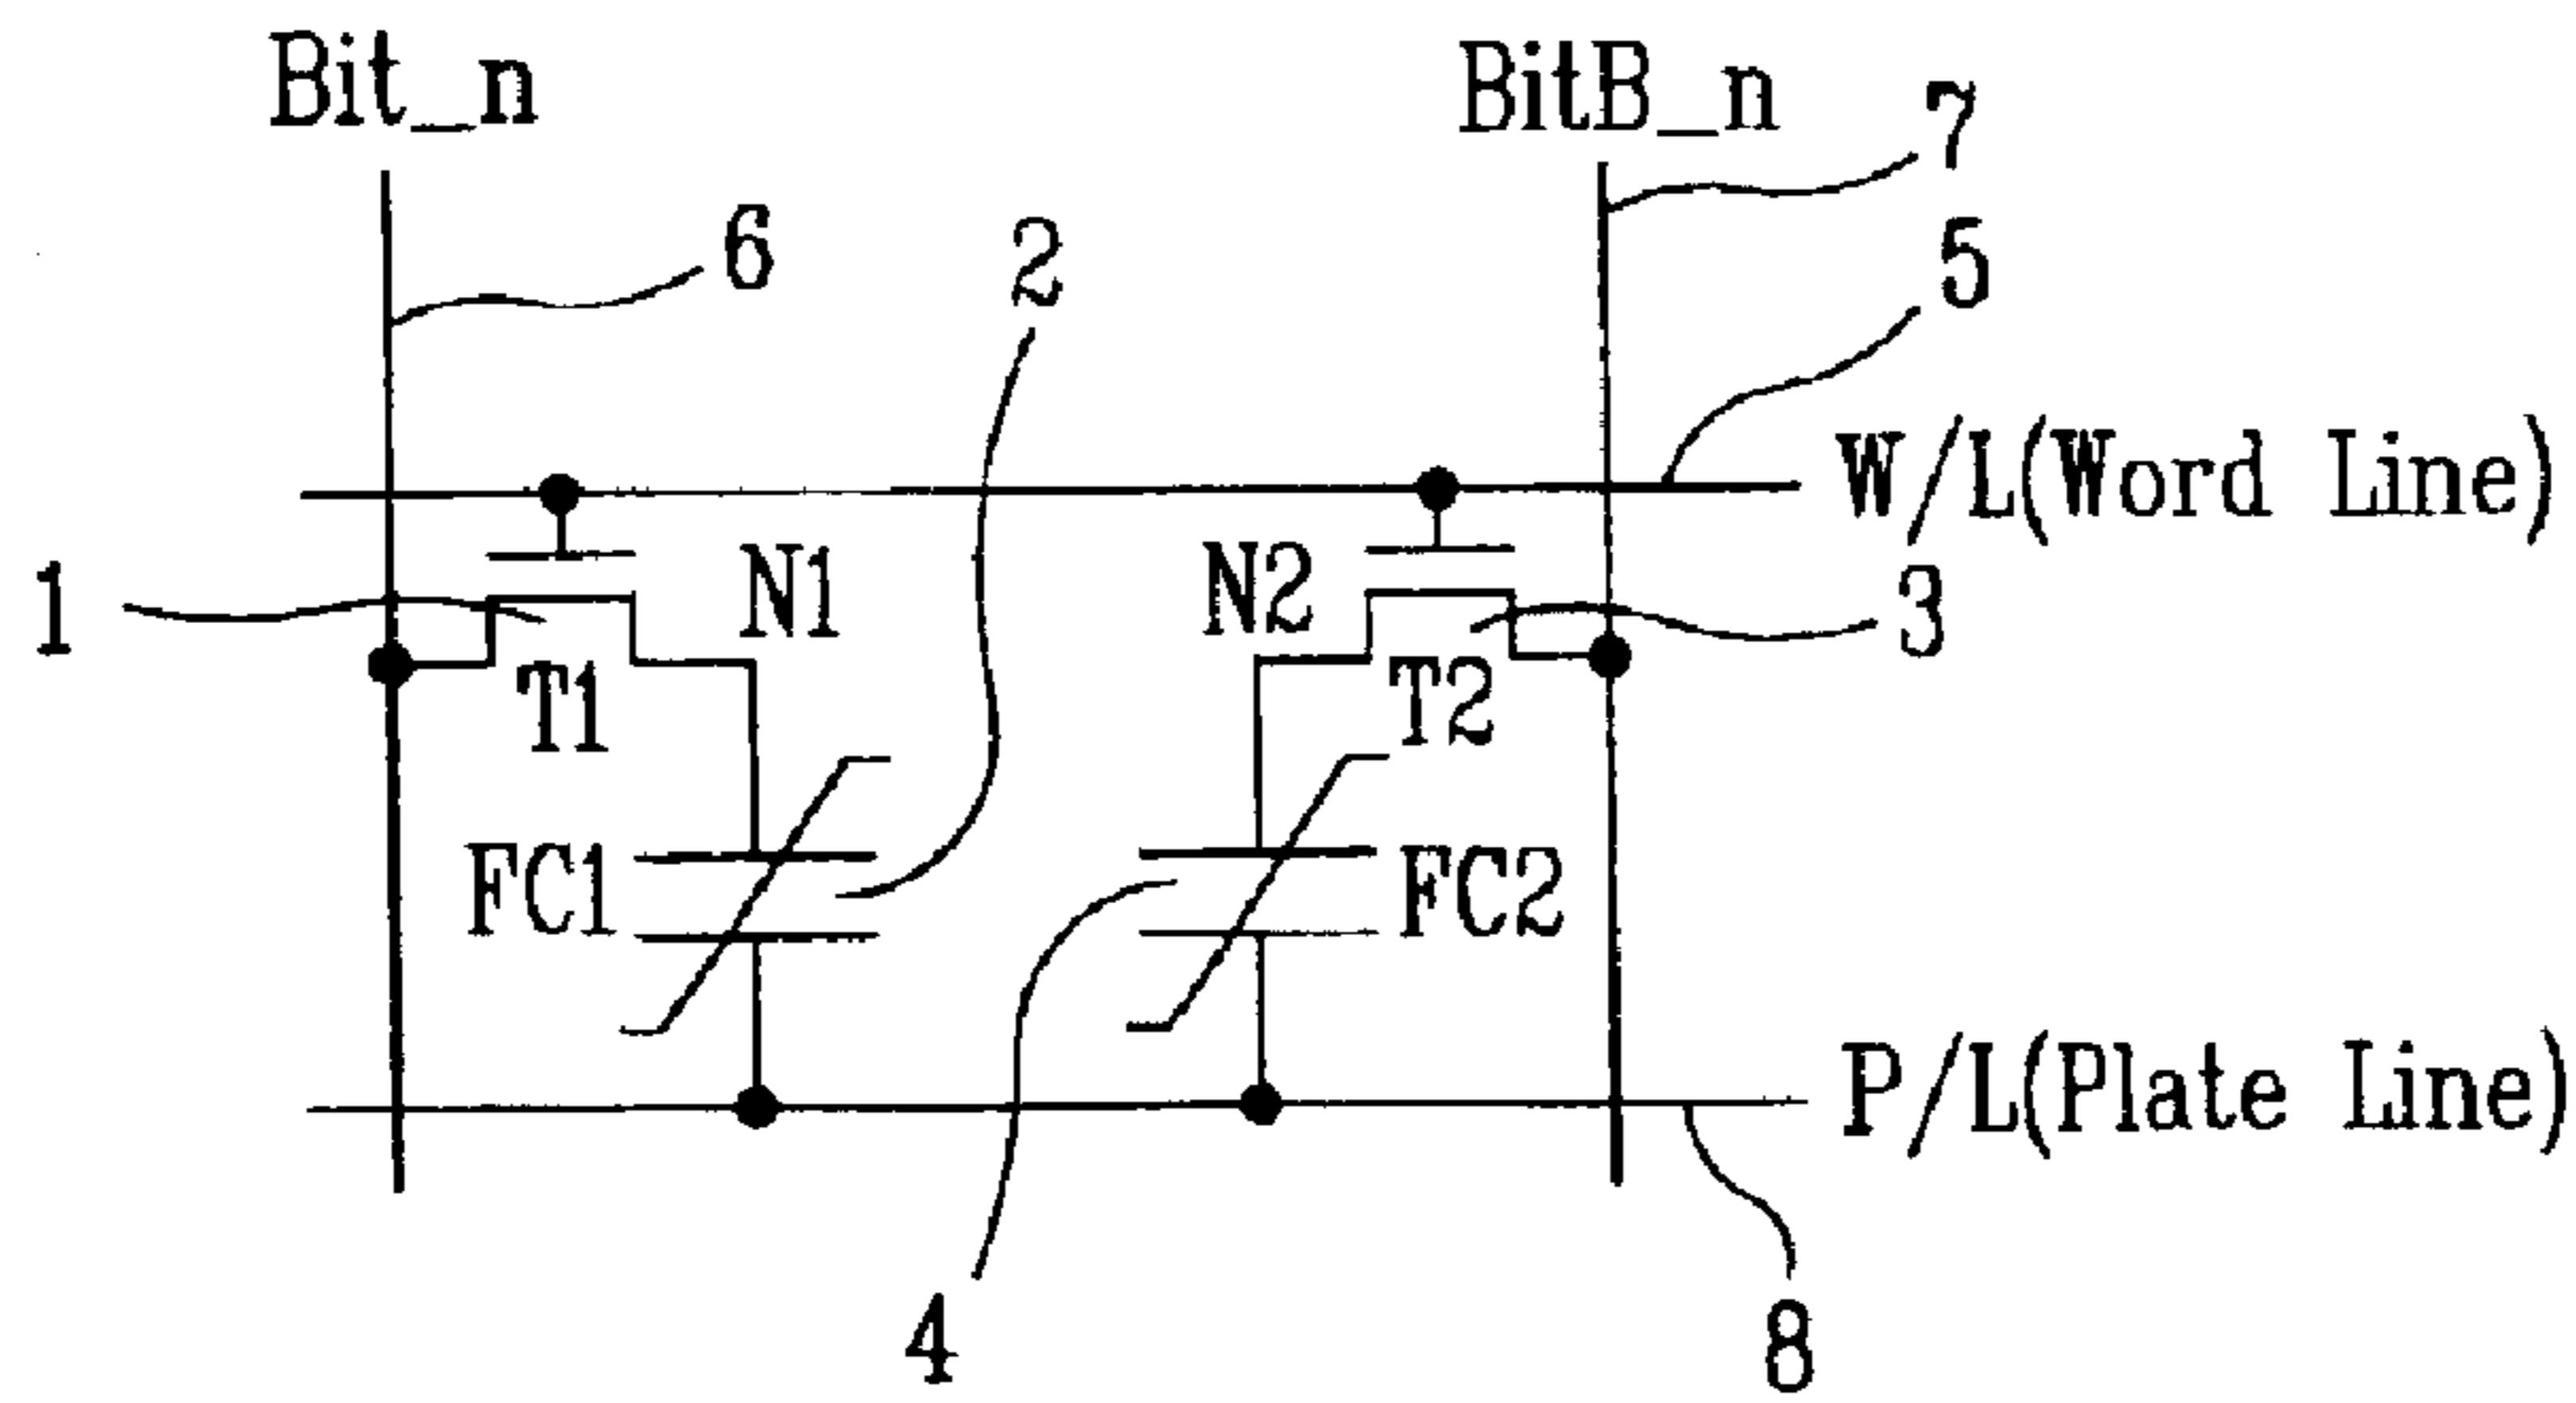 Bit_n
BitB_n
7
6
2
5
W/L(Word Line)
1
N1
N2
3
T1
T2
FC1
FC2
P/L(Plate Line)
4
8